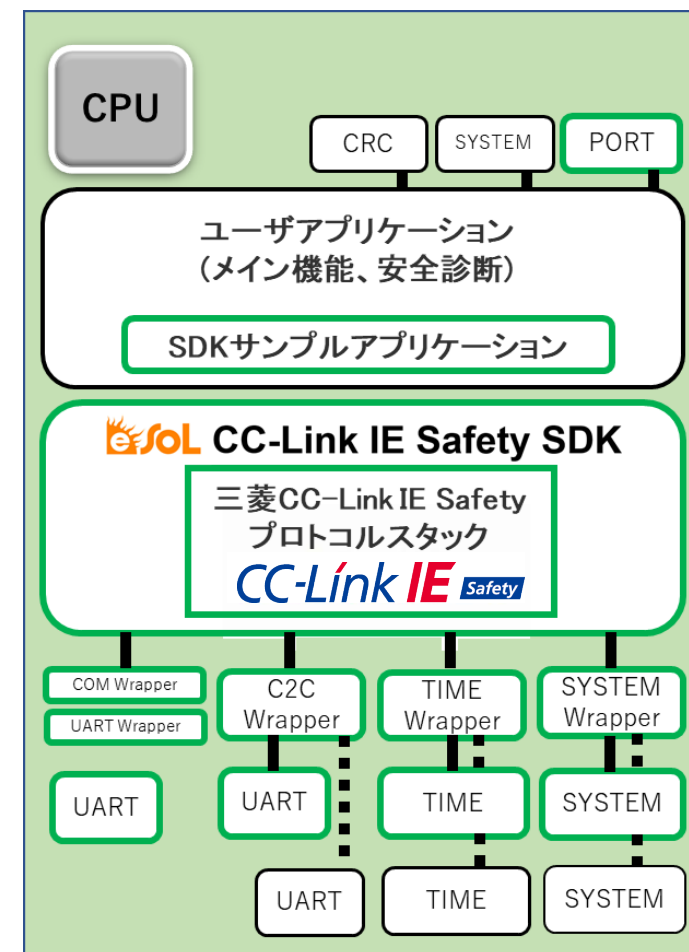 CPU
CRC
SYSTEM
PORT
ユーザアプリケーション
(メイン機能、安全診断)
SDKサンプルアプリケーション
eSOL CC-Link IE Safety SDK
三菱CC-Link IE Safety
プロトコルスタック
CC-Link IE Safety
COM Wrapper
UART Wrapper
C2C
Wrapper
TIME
Wrapper
SYSTEM
Wrapper
UART
UART
TIME
SYSTEM
UART
TIME
SYSTEM